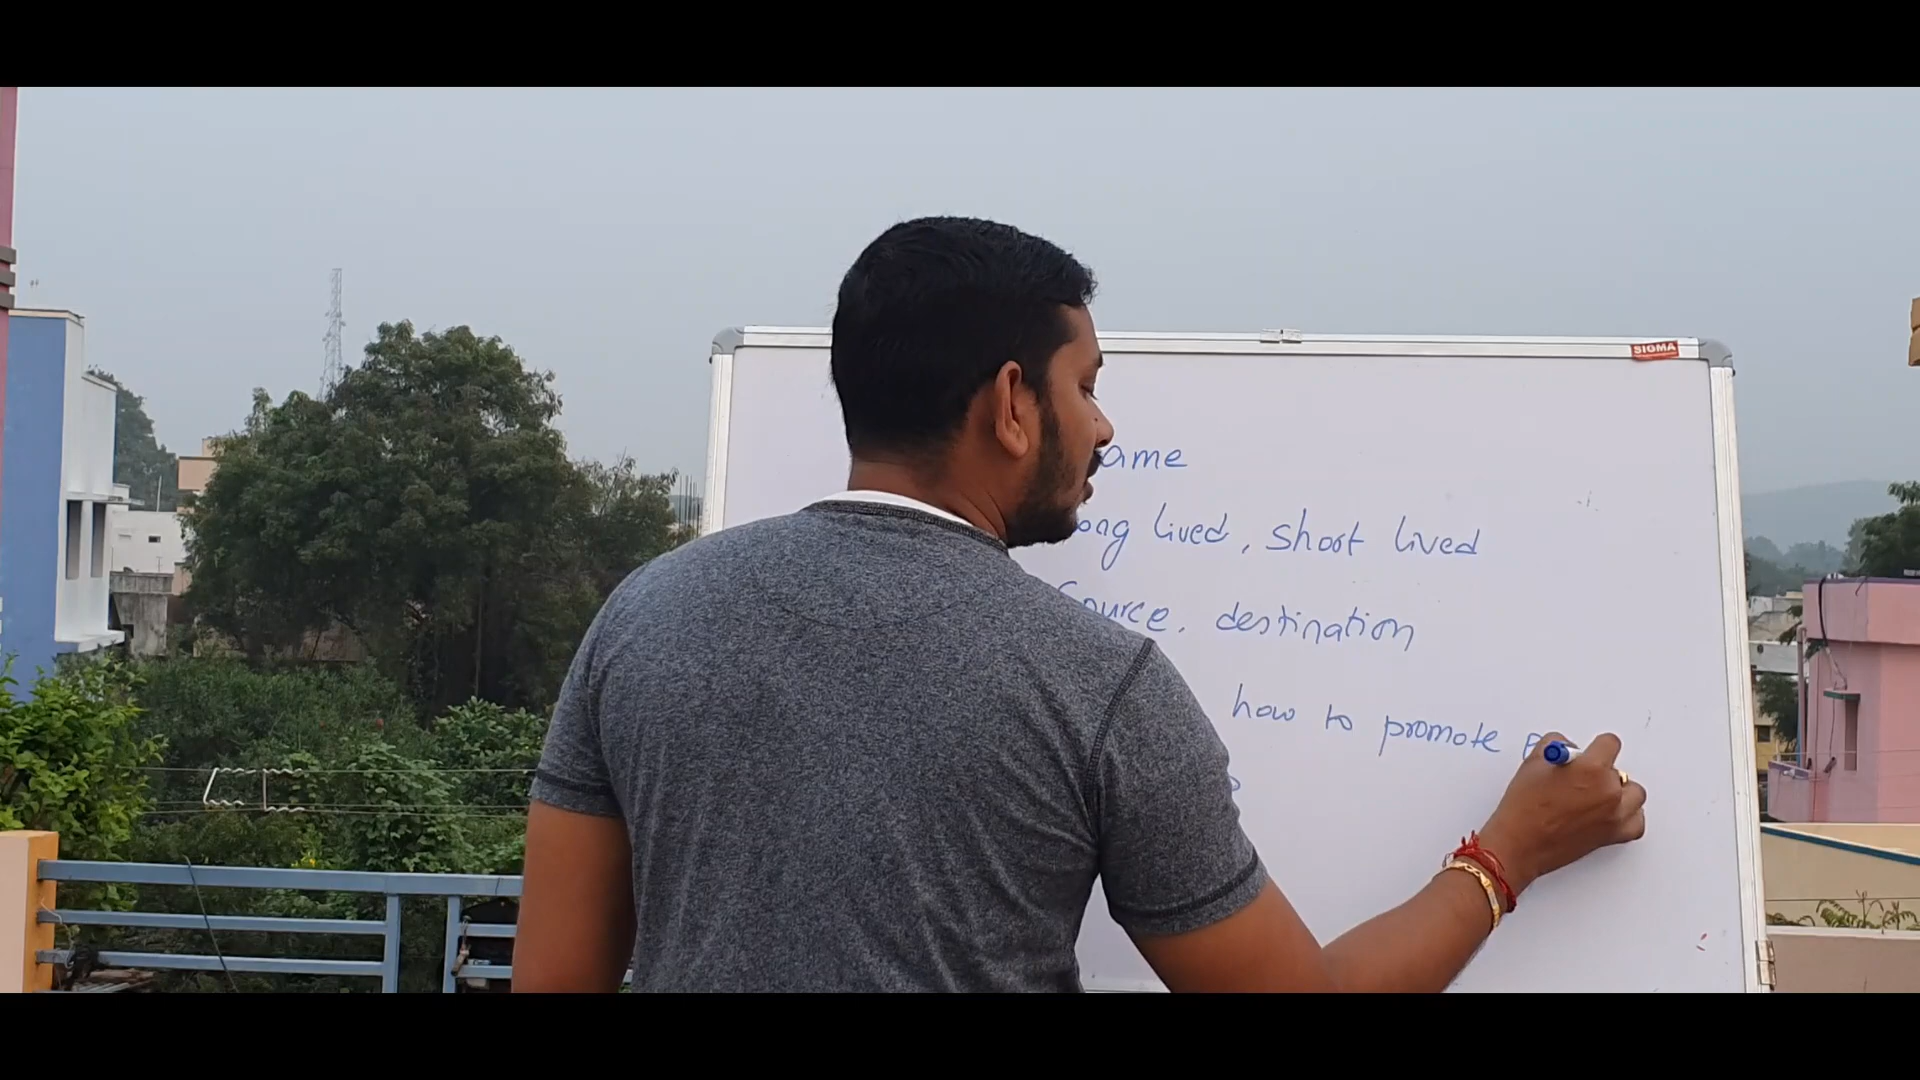 SIGMA
ame
ong lived, short lived
Source, destination
how to promote